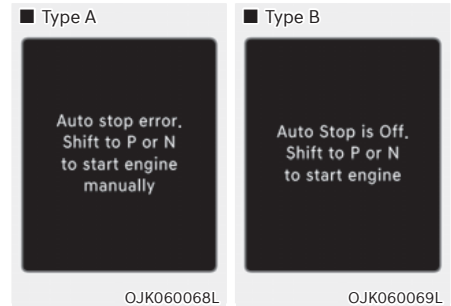 ■ Type A
Auto stop error.
Shift to P or N
to start engine
manually
OJK060068L
■ Type B
Auto Stop is Off.
Shift to P or N
to start engine
OJK060069L